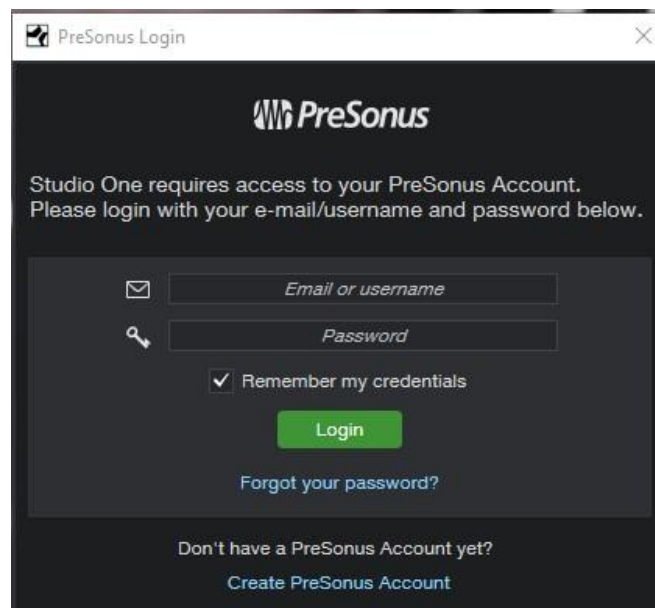 PreSonus Login
PreSonus
Studio One requires access to your PreSonus Account.
Please login with your e-mail/username and password below.
Email or username
Password
Remember my credentials
Login
Forgot your password?
Don't have a PreSonus Account yet?
Create PreSonus Account